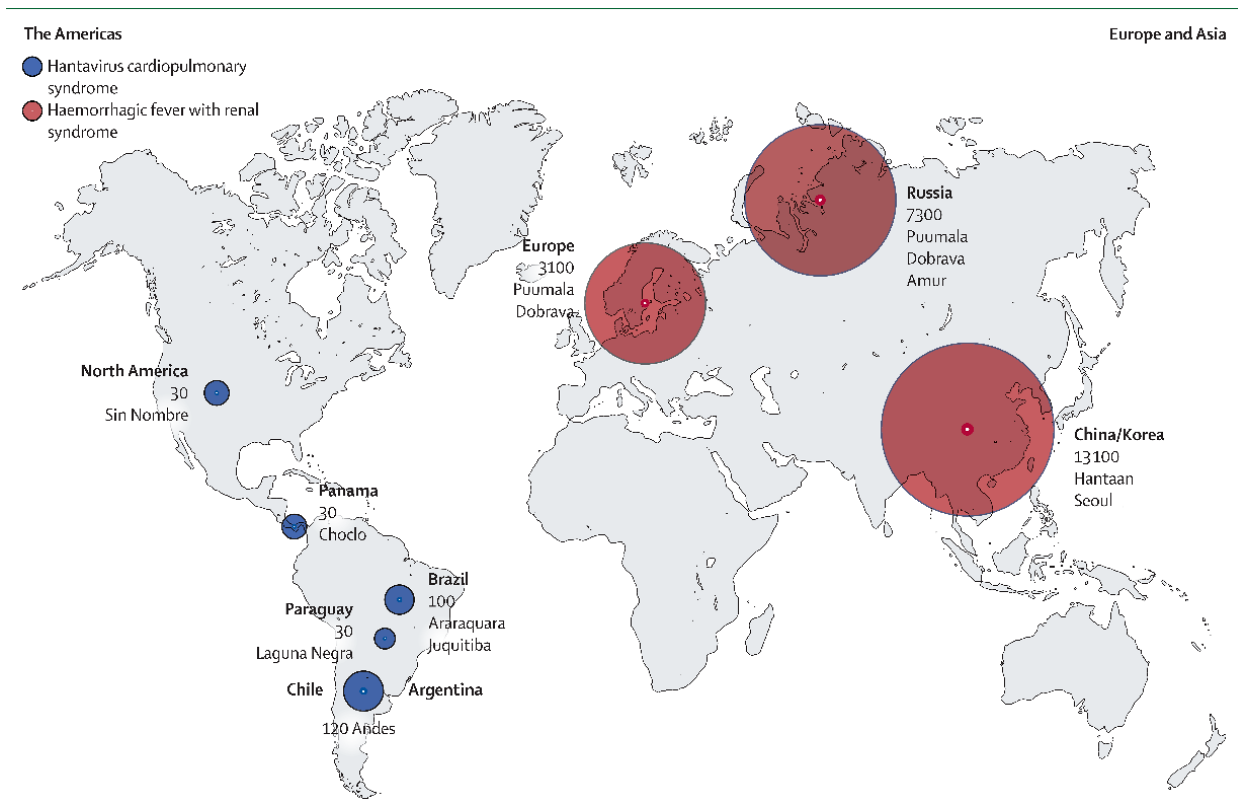 The Americas
Europe and Asia
Hantavirus cardiopulmonary
syndrome
Haemorrhagic fever with renal
syndrome
Russia
7300
Puumala
Dobrava
Amur
Europe
3100
Puumala
Dobrava
North America
30
Sin Nombre
China/Korea
13100
Hantaan
Seoul
Panama
30
Choclo
Brazil
100
Araraquara
Juquitiba
Paraguay
30
Laguna Negra
Chile
Argentina
120 Andes